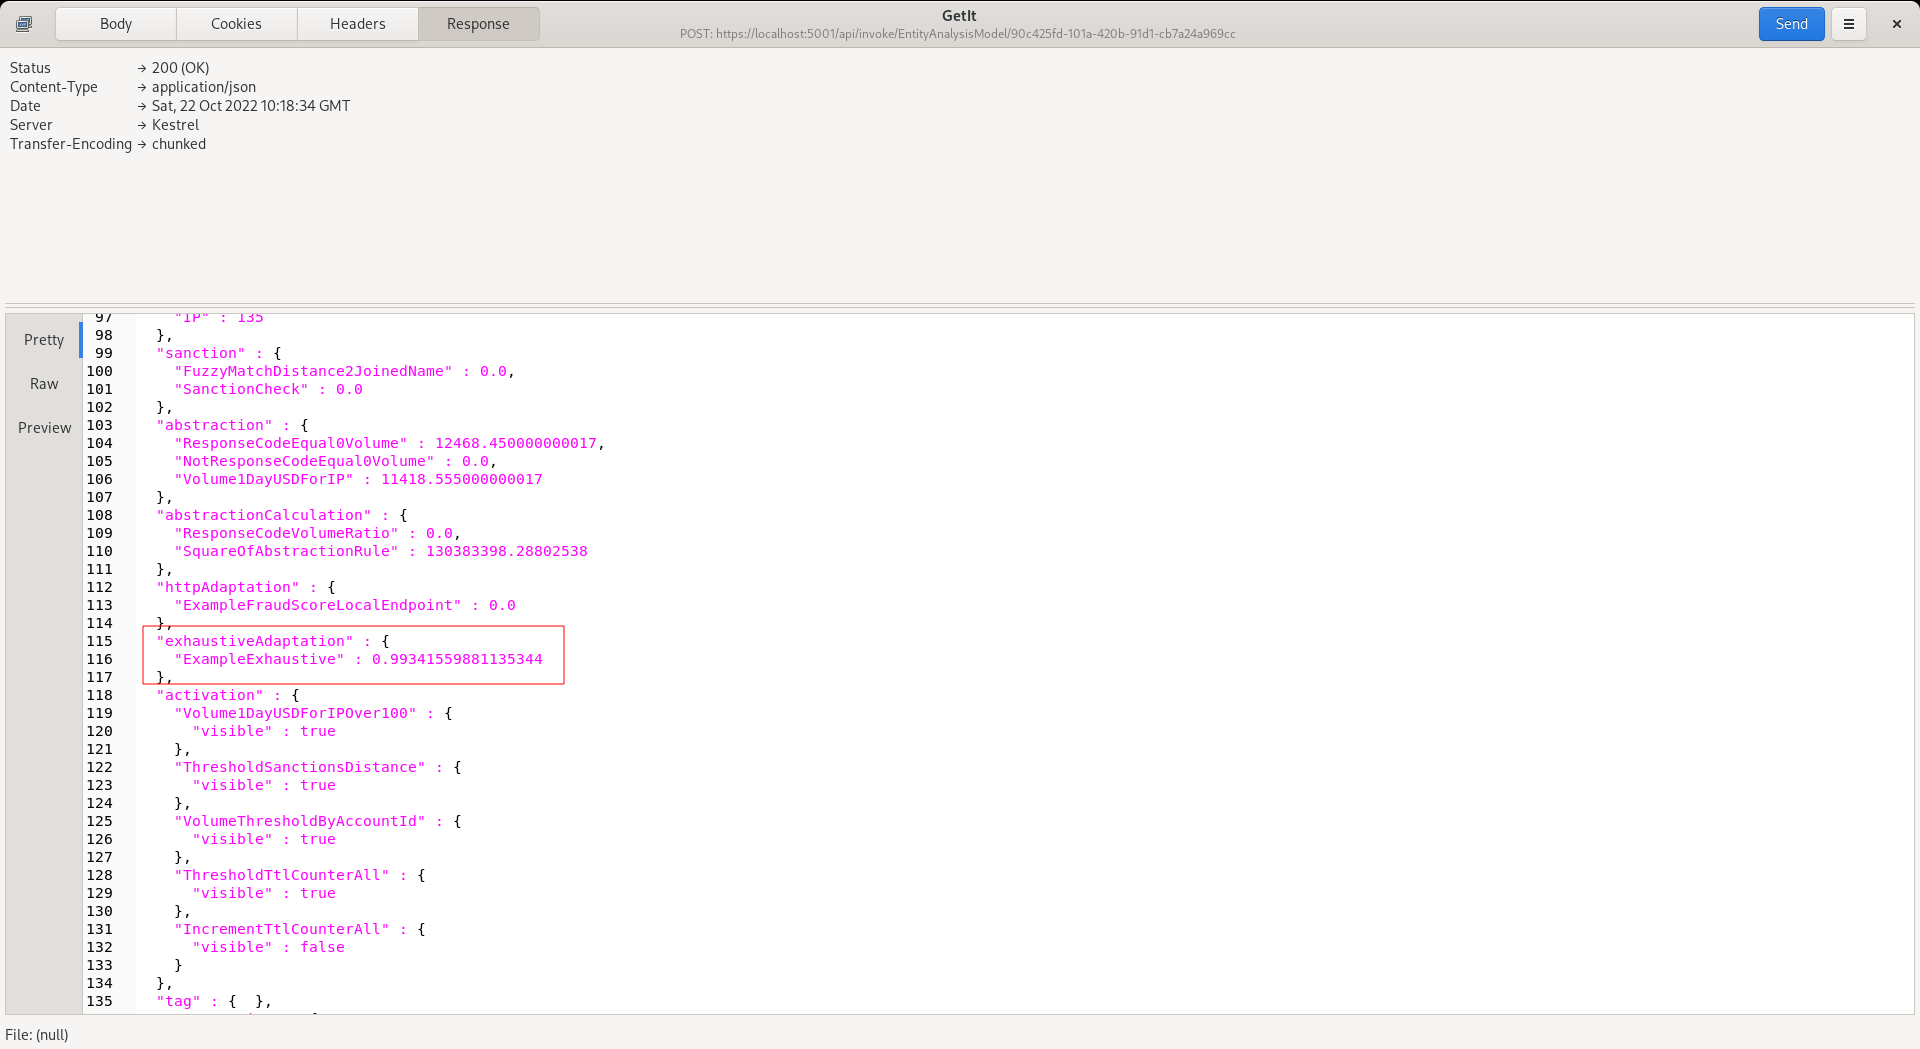 Body Cookies Headers Response
GetIt
POST: https://localhost:5001/api/invoke/EntityAnalysisModel/90c425fd-101a-420b-91d1-cb7a24a969cc
Send
Status → 200 (OK)
Content-Type → application/json
Date → Sat, 22 Oct 2022 10:18:34 GMT
Server → Kestrel
Transfer-Encoding → chunked
Pretty
Raw
Preview
97 "IP" : 135
98 },
99 "sanction" : {
100 "FuzzyMatchDistance2JoinedName" : 0.0,
101 "SanctionCheck" : 0.0
102 },
103 "abstraction" : {
104 "ResponseCodeEqual0Volume" : 12468.450000000017,
105 "NotResponseCodeEqual0Volume" : 0.0,
106 "Volume1DayUSDForIP" : 11418.555000000017
107 },
108 "abstractionCalculation" : {
109 "ResponseCodeVolumeRatio" : 0.0,
110 "SquareOfAbstractionRule" : 130383398.28802538
111 },
112 "httpAdaptation" : {
113 "ExampleFraudScoreLocalEndpoint" : 0.0
114 },
115 "exhaustiveAdaptation" : {
116 "ExampleExhaustive" : 0.99341559881135344
117 },
118 "activation" : {
119 "Volume1DayUSDForIPOver100" : {
120 "visible" : true
121 },
122 "ThresholdSanctionsDistance" : {
123 "visible" : true
124 },
125 "VolumeThresholdByAccountId" : {
126 "visible" : true
127 },
128 "ThresholdTtlCounterAll" : {
129 "visible" : true
130 },
131 "IncrementTtlCounterAll" : {
132 "visible" : false
133 }
134 },
135 "tag" : {  },
File: (null)